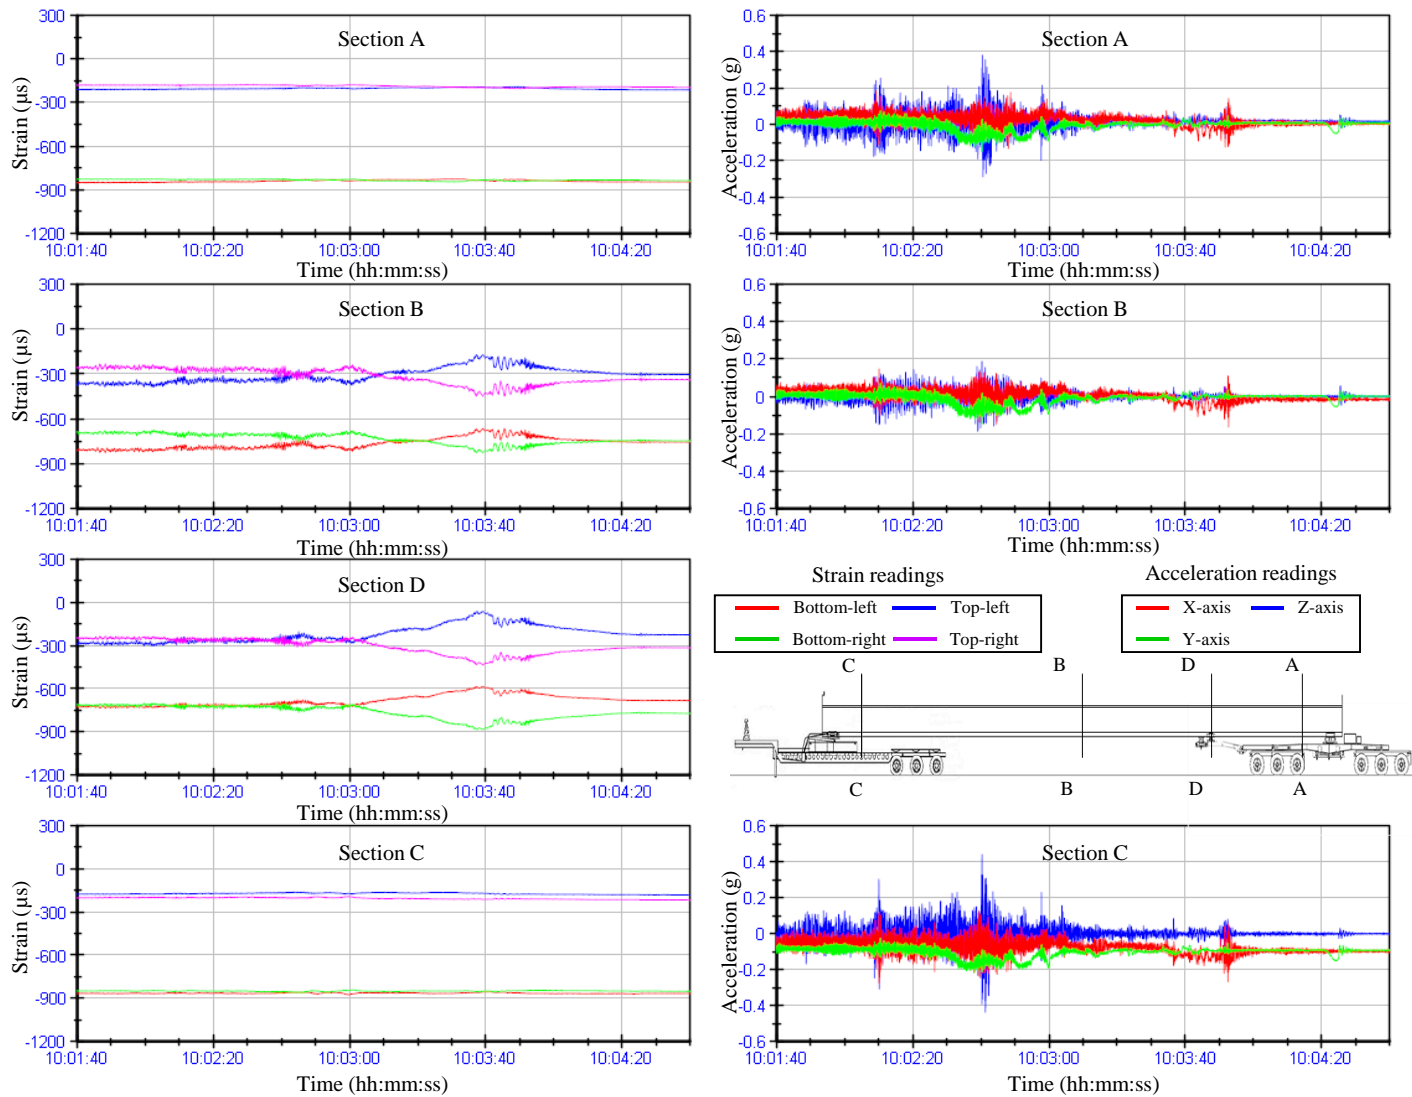 Section A
Strain (µs)
300
0
-300
-600
-900
-1200
10:01:40 10:02:20 10:03:00 10:03:40 10:04:20
Time (hh:mm:ss)
Section A
Acceleration (g)
0.6
0.4
0.2
0
-0.2
-0.4
-0.6
10:01:40 10:02:20 10:03:00 10:03:40 10:04:20
Time (hh:mm:ss)
Section B
Strain (µs)
300
0
-300
-600
-900
-1200
10:01:40 10:02:20 10:03:00 10:03:40 10:04:20
Time (hh:mm:ss)
Section B
Acceleration (g)
0.6
0.4
0.2
0
-0.2
-0.4
-0.6
10:01:40 10:02:20 10:03:00 10:03:40 10:04:20
Time (hh:mm:ss)
Section D
Strain (µs)
300
0
-300
-600
-900
-1200
10:01:40 10:02:20 10:03:00 10:03:40 10:04:20
Time (hh:mm:ss)
Strain readings
Bottom-left Top-left
Bottom-right Top-right
Acceleration readings
X-axis Z-axis
Y-axis
C B D A
C B D A
Section C
Strain (µs)
300
0
-300
-600
-900
-1200
10:01:40 10:02:20 10:03:00 10:03:40 10:04:20
Time (hh:mm:ss)
Section C
Acceleration (g)
0.6
0.4
0.2
0
-0.2
-0.4
-0.6
10:01:40 10:02:20 10:03:00 10:03:40 10:04:20
Time (hh:mm:ss)